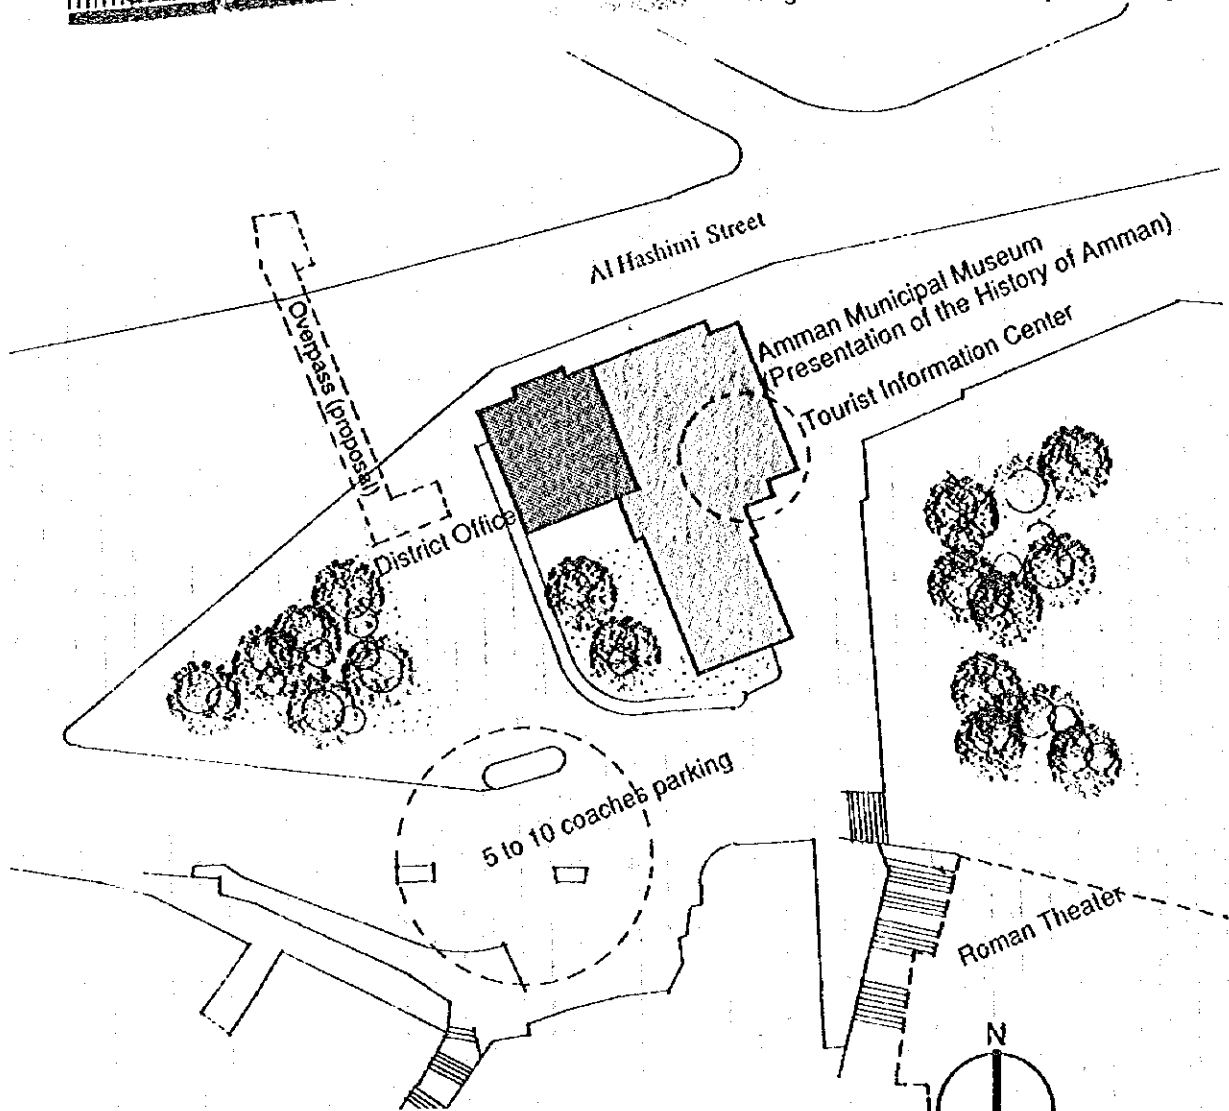 Al Hashimi Street
Amman Municipal Museum
(Presentation of the History of Amman)
Tourist Information Center
Overpass (proposal)
District Office
5 to 10 coaches parking
Roman Theater
N